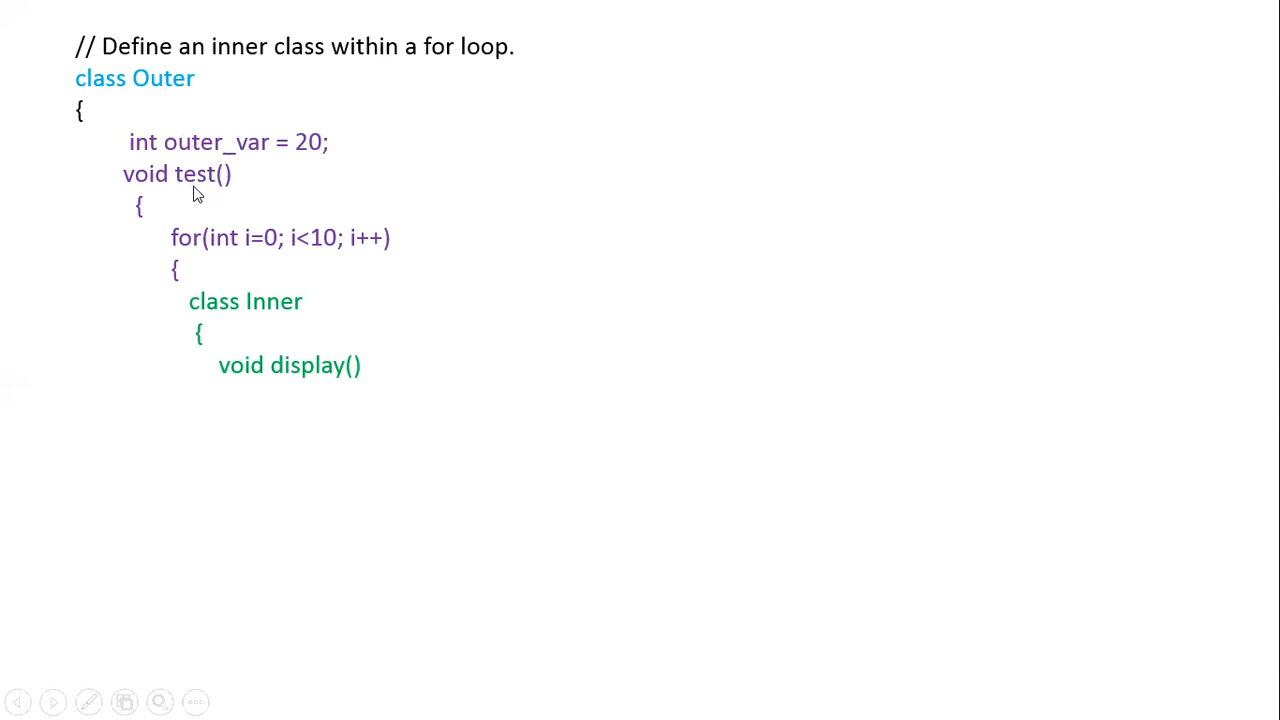 // Define an inner class within a for loop.
class Outer
{
int outer_var = 20;
void test()
{
for(int i=0; i<10; i++)
{
class Inner
{
void display()